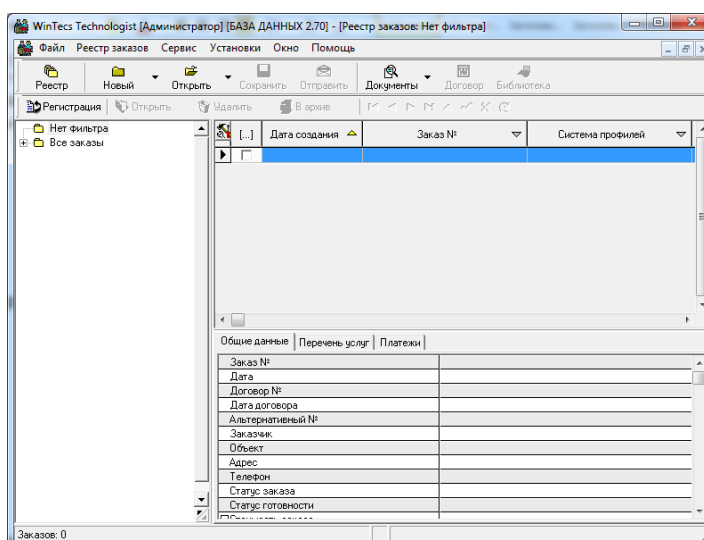 WinTecs Technologist [Администратор] [БАЗА ДАННЫХ 2.70] - [Реестр заказов: Нет фильтра]
Файл Реестр заказов Сервис Установки Окно Помощь
Реестр Новый Открыть Сохранить Отправить Документы Договор Библиотека
Регистрация Открыть Удалить В архив
Нет фильтра
Все заказы
[...] Дата создания Заказ № Система профилей
Общие данные Перечень услуг Платежи
Заказ №
Дата
Договор №
Дата договора
Альтернативный №
Заказчик
Объект
Адрес
Телефон
Статус заказа
Статус готовности
Заказов: 0